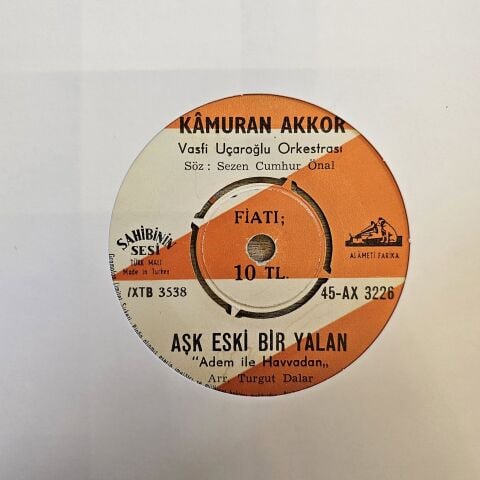 KÂMURAN AKKOR
Vasfi Uçaroğlu Orkestrası
Söz : Sezen Cumhur Önal
FİATI;
10 TL.
SAHİBİNİN
SESİ
TÜRK MALI
Made in Turkey
ALÂMETİ FARİKA
/XTB 3538
45-AX 3226
AŞK ESKİ BİR YALAN
"Adem ile Havvadan„
Arr. Turgut Dalar